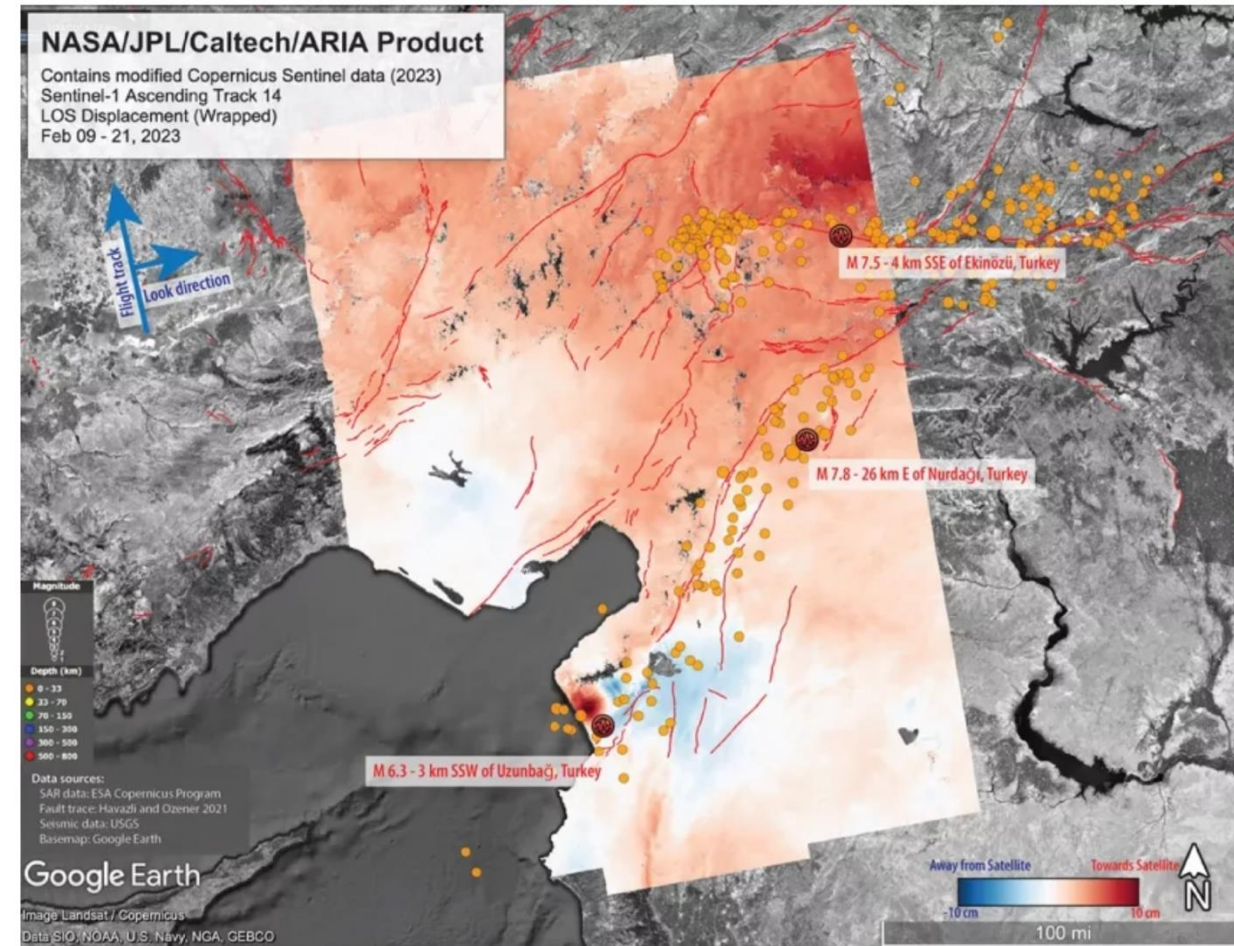 NASA/JPL/Caltech/ARIA Product
Contains modified Copernicus Sentinel data (2023)
Sentinel-1 Ascending Track 14
LOS Displacement (Wrapped)
Feb 09 - 21, 2023
Flight track
Look direction
M 7.5 - 4 km SSE of Ekinözü, Turkey
M 7.8 - 26 km E of Nurdağı, Turkey
M 6.3 - 3 km SSW of Uzunbağ, Turkey
Magnitude
Depth (km)
0 - 33
33 - 70
70 - 150
150 - 300
300 - 500
500 - 800
Data sources:
SAR data: ESA Copernicus Program
Fault trace: Havazli and Ozener 2021
Seismic data: USGS
Basemap: Google Earth
Google Earth
Image Landsat / Copernicus
Data SIO, NOAA, U.S. Navy, NGA, GEBCO
Away from Satellite
Towards Satellite
-10 cm
10 cm
N
100 mi